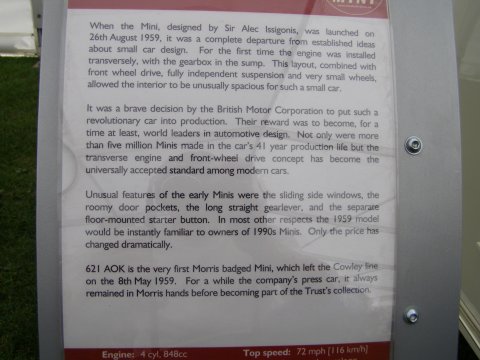 MINI
When the Mini, designed by Sir Alec Issigonis, was launched on
26th August 1959, it was a complete departure from established ideas
about small car design. For the first time the engine was installed
transversely, with the gearbox in the sump. This layout, combined with
front wheel drive, fully independent suspension and very small wheels,
allowed the interior to be unusually spacious for such a small car.
It was a brave decision by the British Motor Corporation to put such a
revolutionary car into production. Their reward was to become, for a
time at least, world leaders in automotive design. Not only were more
than five million Minis made in the car's 41 year production life but the
transverse engine and front-wheel drive concept has become the
universally accepted standard among modern cars.
Unusual features of the early Minis were the sliding side windows, the
roomy door pockets, the long straight gearlever, and the separate
floor-mounted starter button. In most other respects the 1959 model
would be instantly familiar to owners of 1990s Minis. Only the price has
changed dramatically.
621 AOK is the very first Morris badged Mini, which left the Cowley line
on the 8th May 1959. For a while the company's press car, it always
remained in Morris hands before becoming part of the Trust's collection.
Engine: 4 cyl, 848cc Top speed: 72 mph [116 km/h]